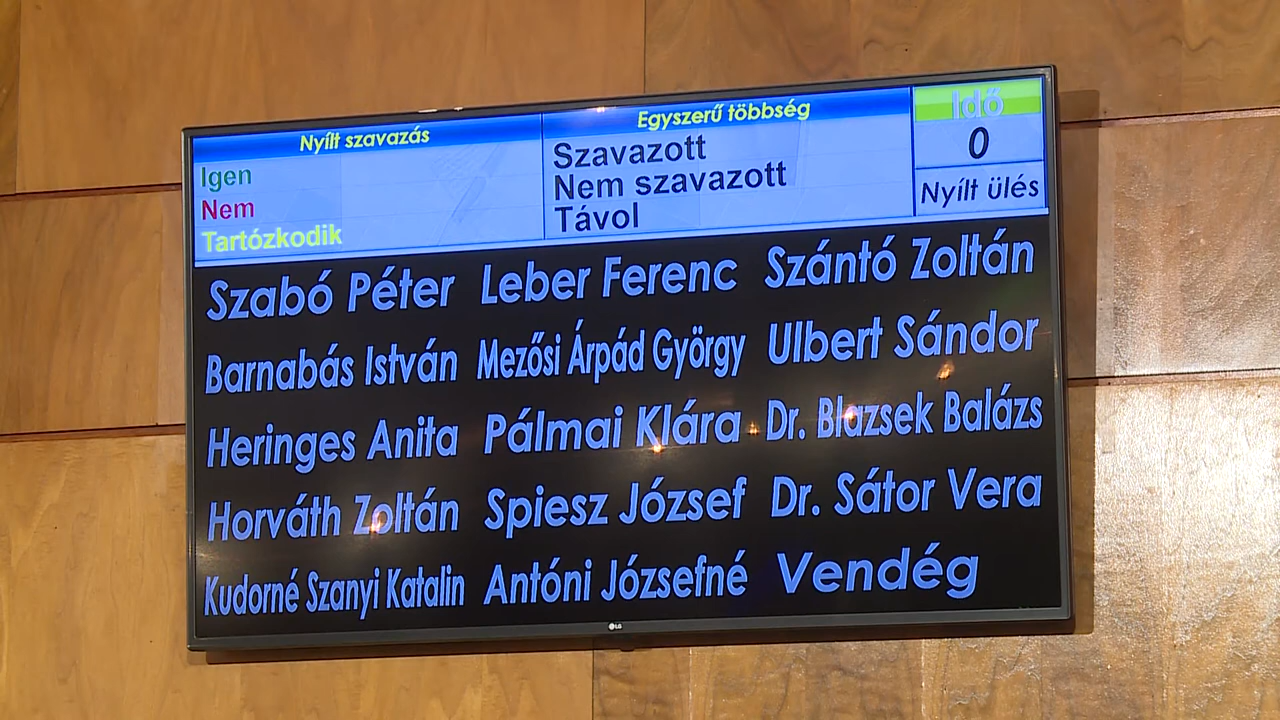 Nyílt szavazás
Igen
Nem
Tartózkodik
Egyszerű többség
Szavazott
Nem szavazott
Távol
Idő
0
Nyílt ülés
Szabó Péter Leber Ferenc Szántó Zoltán
Barnabás István Mezősi Árpád György Ulbert Sándor
Heringes Anita Pálmai Klára Dr. Blazsek Balázs
Horváth Zoltán Spiesz József Dr. Sátor Vera
Kudorné Szanyi Katalin Antóni Józsefné Vendég
LG